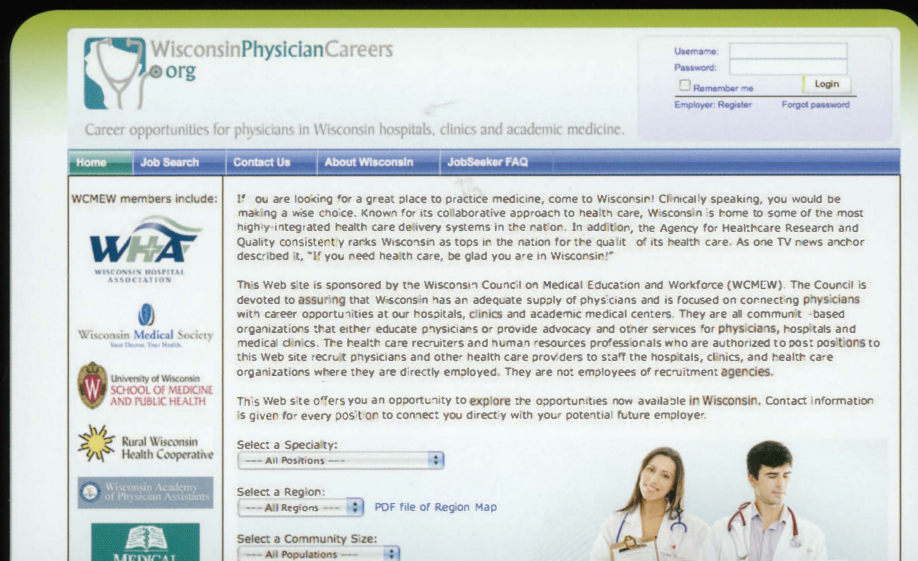 WisconsinPhysicianCareers
.org
Career opportunities for physicians in Wisconsin hospitals, clinics and academic medicine.
Username:
Password:
Remember me
Login
Employer: Register Forgot password
Home Job Search Contact Us About Wisconsin JobSeeker FAQ
WCMEW members include:
WHA
WISCONSIN HOSPITAL
ASSOCIATION
Wisconsin Medical Society
Your Doctor. Your Health.
University of Wisconsin
SCHOOL OF MEDICINE
AND PUBLIC HEALTH
Rural Wisconsin
Health Cooperative
Wisconsin Academy
of Physician Assistants
MEDICAL
If ou are looking for a great place to practice medicine, come to Wisconsin! Clinically speaking, you would be
making a wise choice. Known for its collaborative approach to health care, Wisconsin is home to some of the most
highly-integrated health care delivery systems in the nation. In addition, the Agency for Healthcare Research and
Quality consistently ranks Wisconsin as tops in the nation for the qualit of its health care. As one TV news anchor
described it, "If you need health care, be glad you are in Wisconsin!"
This Web site is sponsored by the Wisconsin Council on Medical Education and Workforce (WCMEW). The Council is
devoted to assuring that Wisconsin has an adequate supply of physicians and is focused on connecting physicians
with career opportunities at our hospitals, clinics and academic medical centers. They are all communit -based
organizations that either educate physicians or provide advocacy and other services for physicians, hospitals and
medical clinics. The health care recruiters and human resources professionals who are authorized to post positions to
this Web site recruit physicians and other health care providers to staff the hospitals, clinics, and health care
organizations where they are directly employed. They are not employees of recruitment agencies.
This Web site offers you an opportunity to explore the opportunities now available in Wisconsin. Contact information
is given for every position to connect you directly with your potential future employer.
Select a Specialty:
--- All Positions ---
Select a Region:
--- All Regions --- PDF file of Region Map
Select a Community Size:
--- All Populations ---